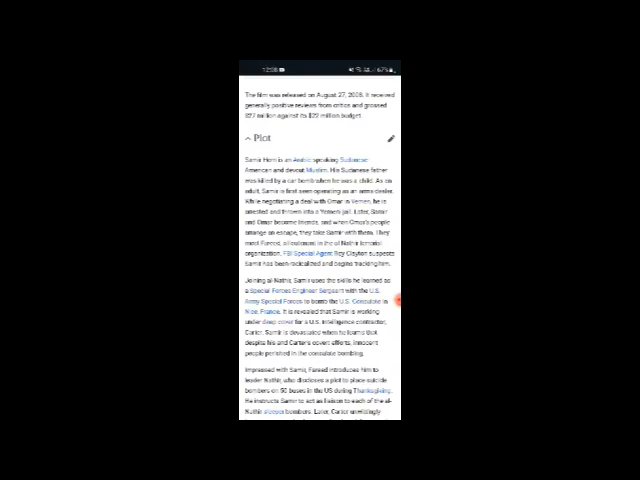 12:08
67%
The film was released on August 27, 2008. It received
generally positive reviews from critics and grossed
$27 million against its $22 million budget.
Plot
Samir Horn is an Arabic speaking Sudanese
American and devout Muslim. His Sudanese father
was killed by a car bomb when he was a child. As an
adult, Samir is first seen operating as an arms dealer.
While negotiating a deal with Omar in Yemen, he is
arrested and thrown into a Yemeni jail. Later, Samir
and Omar become friends, and when Omar's people
arrange an escape, they take Samir with them. They
meet Fareed, a lieutenant in the al-Nathir terrorist
organization. FBI Special Agent Roy Clayton suspects
Samir has been radicalized and begins tracking him.
Joining al-Nathir, Samir uses the skills he learned as
a Special Forces Engineer Sergeant with the U.S.
Army Special Forces to bomb the U.S. Consulate in
Nice, France. It is revealed that Samir is working
under deep cover for a U.S. intelligence contractor,
Carter. Samir is devastated when he learns that
despite his and Carter's covert efforts, innocent
people perished in the consulate bombing.
Impressed with Samir, Fareed introduces him to
leader Nathir, who discloses a plot to place suicide
bombers on 50 buses in the US during Thanksgiving.
He instructs Samir to act as liaison to each of the al-
Nathir sleeper bombers. Later, Carter unwittingly